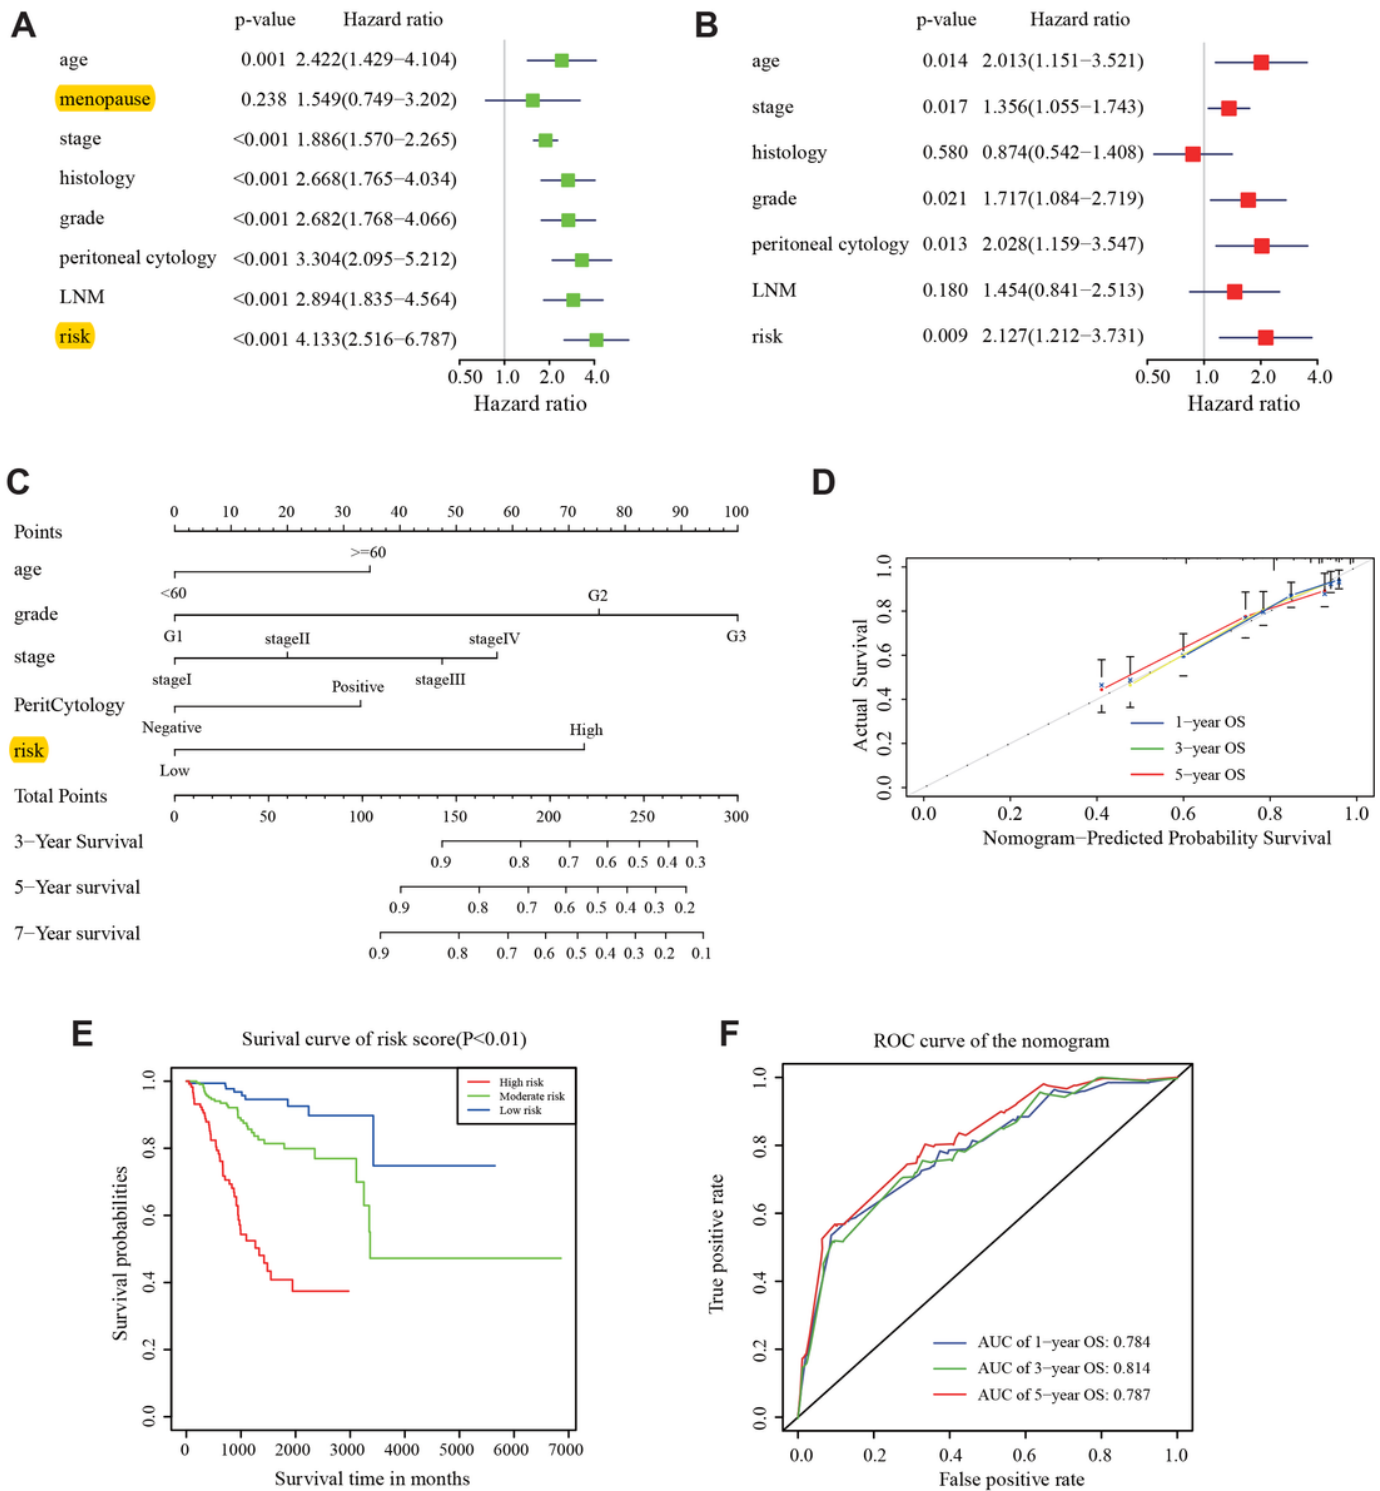 A
p-value Hazard ratio
age 0.001 2.422(1.429−4.104)
menopause 0.238 1.549(0.749−3.202)
stage <0.001 1.886(1.570−2.265)
histology <0.001 2.668(1.765−4.034)
grade <0.001 2.682(1.768−4.066)
peritoneal cytology <0.001 3.304(2.095−5.212)
LNM <0.001 2.894(1.835−4.564)
risk <0.001 4.133(2.516−6.787)
0.50 1.0 2.0 4.0
Hazard ratio
B
p-value Hazard ratio
age 0.014 2.013(1.151−3.521)
stage 0.017 1.356(1.055−1.743)
histology 0.580 0.874(0.542−1.408)
grade 0.021 1.717(1.084−2.719)
peritoneal cytology 0.013 2.028(1.159−3.547)
LNM 0.180 1.454(0.841−2.513)
risk 0.009 2.127(1.212−3.731)
0.50 1.0 2.0 4.0
Hazard ratio
C
0 10 20 30 40 50 60 70 80 90 100
Points
>=60
age
<60
G2
grade
G1 G3
stageII stageIV
stage
stageI stageIII
Positive
PeritCytology
Negative
High
risk
Low
Total Points
0 50 100 150 200 250 300
3−Year Survival
0.9 0.8 0.7 0.6 0.5 0.4 0.3
5−Year survival
0.9 0.8 0.7 0.6 0.5 0.4 0.3 0.2
7−Year survival
0.9 0.8 0.7 0.6 0.5 0.4 0.3 0.2 0.1
D
Actual Survival
1.0
0.8
0.6
0.4
0.2
0.0
1−year OS
3−year OS
5−year OS
0.0 0.2 0.4 0.6 0.8 1.0
Nomogram−Predicted Probability Survival
E
Surival curve of risk score(P<0.01)
High risk
Moderate risk
Low risk
Survival probabilities
1.0
0.8
0.6
0.4
0.2
0.0
0 1000 2000 3000 4000 5000 6000 7000
Survival time in months
F
ROC curve of the nomogram
True positive rate
1.0
0.8
0.6
0.4
0.2
0.0
AUC of 1−year OS: 0.784
AUC of 3−year OS: 0.814
AUC of 5−year OS: 0.787
0.0 0.2 0.4 0.6 0.8 1.0
False positive rate